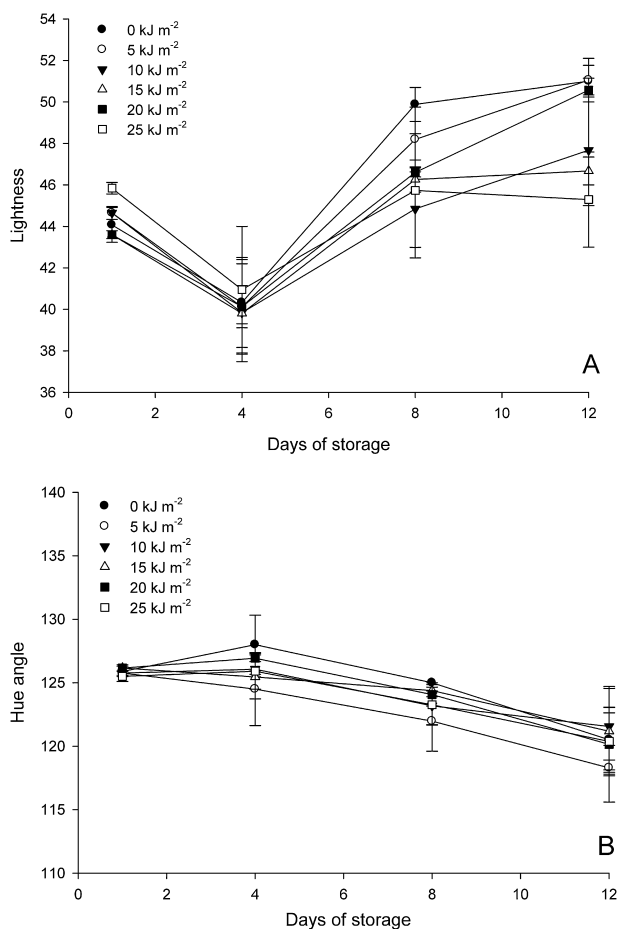 54
52
50
48
46
44
42
40
38
36
Lightness
0 kJ m-2
5 kJ m-2
10 kJ m-2
15 kJ m-2
20 kJ m-2
25 kJ m-2
A
0 2 4 6 8 10 12
Days of storage
140
135
130
125
120
115
110
Hue angle
0 kJ m-2
5 kJ m-2
10 kJ m-2
15 kJ m-2
20 kJ m-2
25 kJ m-2
B
0 2 4 6 8 10 12
Days of storage